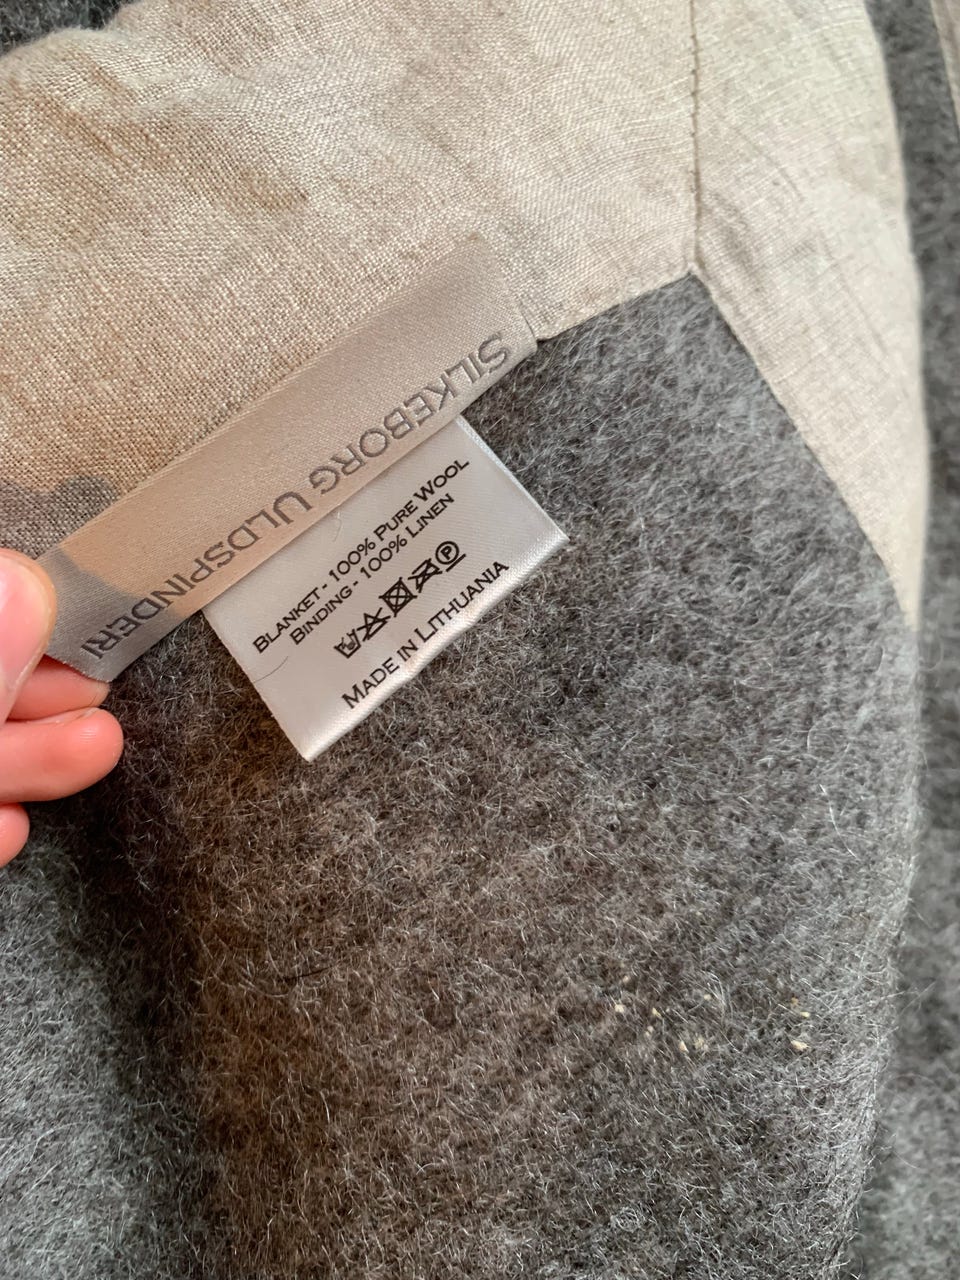 Silkeborg Uldspinderi
Blanket - 100% Pure Wool
Binding - 100% Linen
P
Made in Lithuania